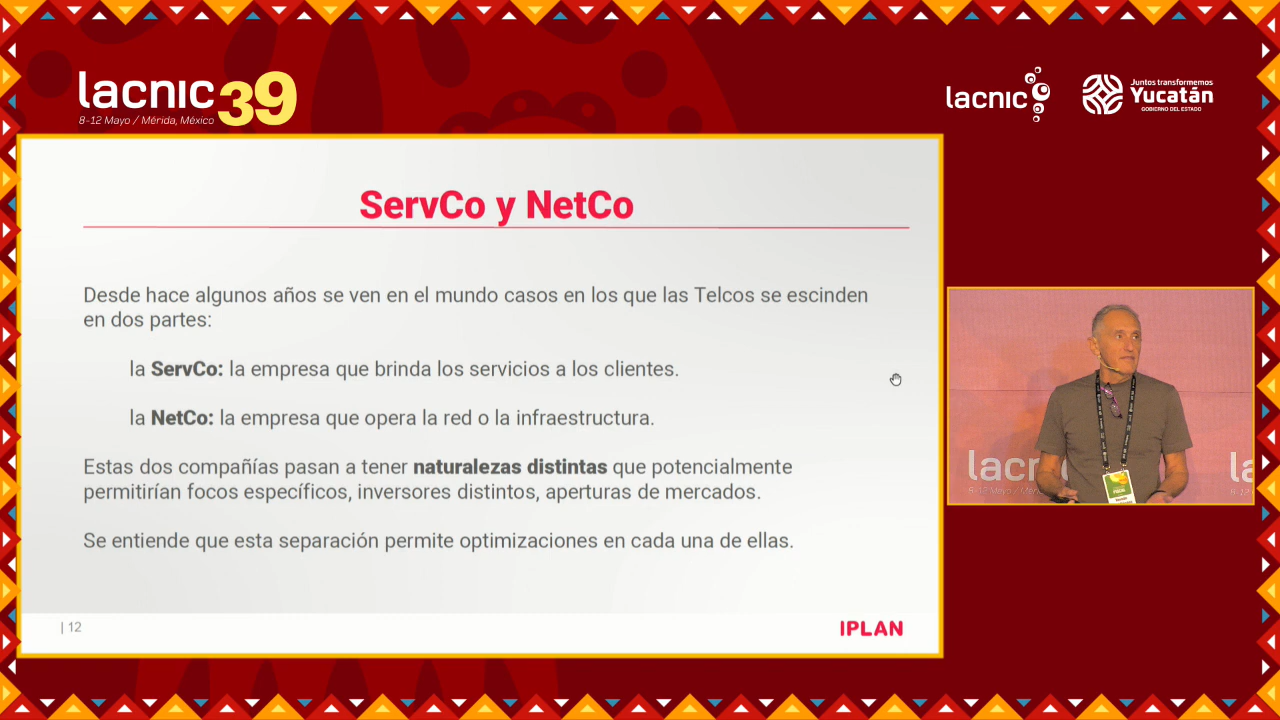 lacnic 39
8-12 Mayo / Mérida, México
lacnic
Juntos transformemos
Yucatán
GOBIERNO DEL ESTADO
ServCo y NetCo
Desde hace algunos años se ven en el mundo casos en los que las Telcos se escinden
en dos partes:
la ServCo: la empresa que brinda los servicios a los clientes.
la NetCo: la empresa que opera la red o la infraestructura.
Estas dos compañías pasan a tener naturalezas distintas que potencialmente
permitirían focos específicos, inversores distintos, aperturas de mercados.
Se entiende que esta separación permite optimizaciones en cada una de ellas.
| 12
IPLAN